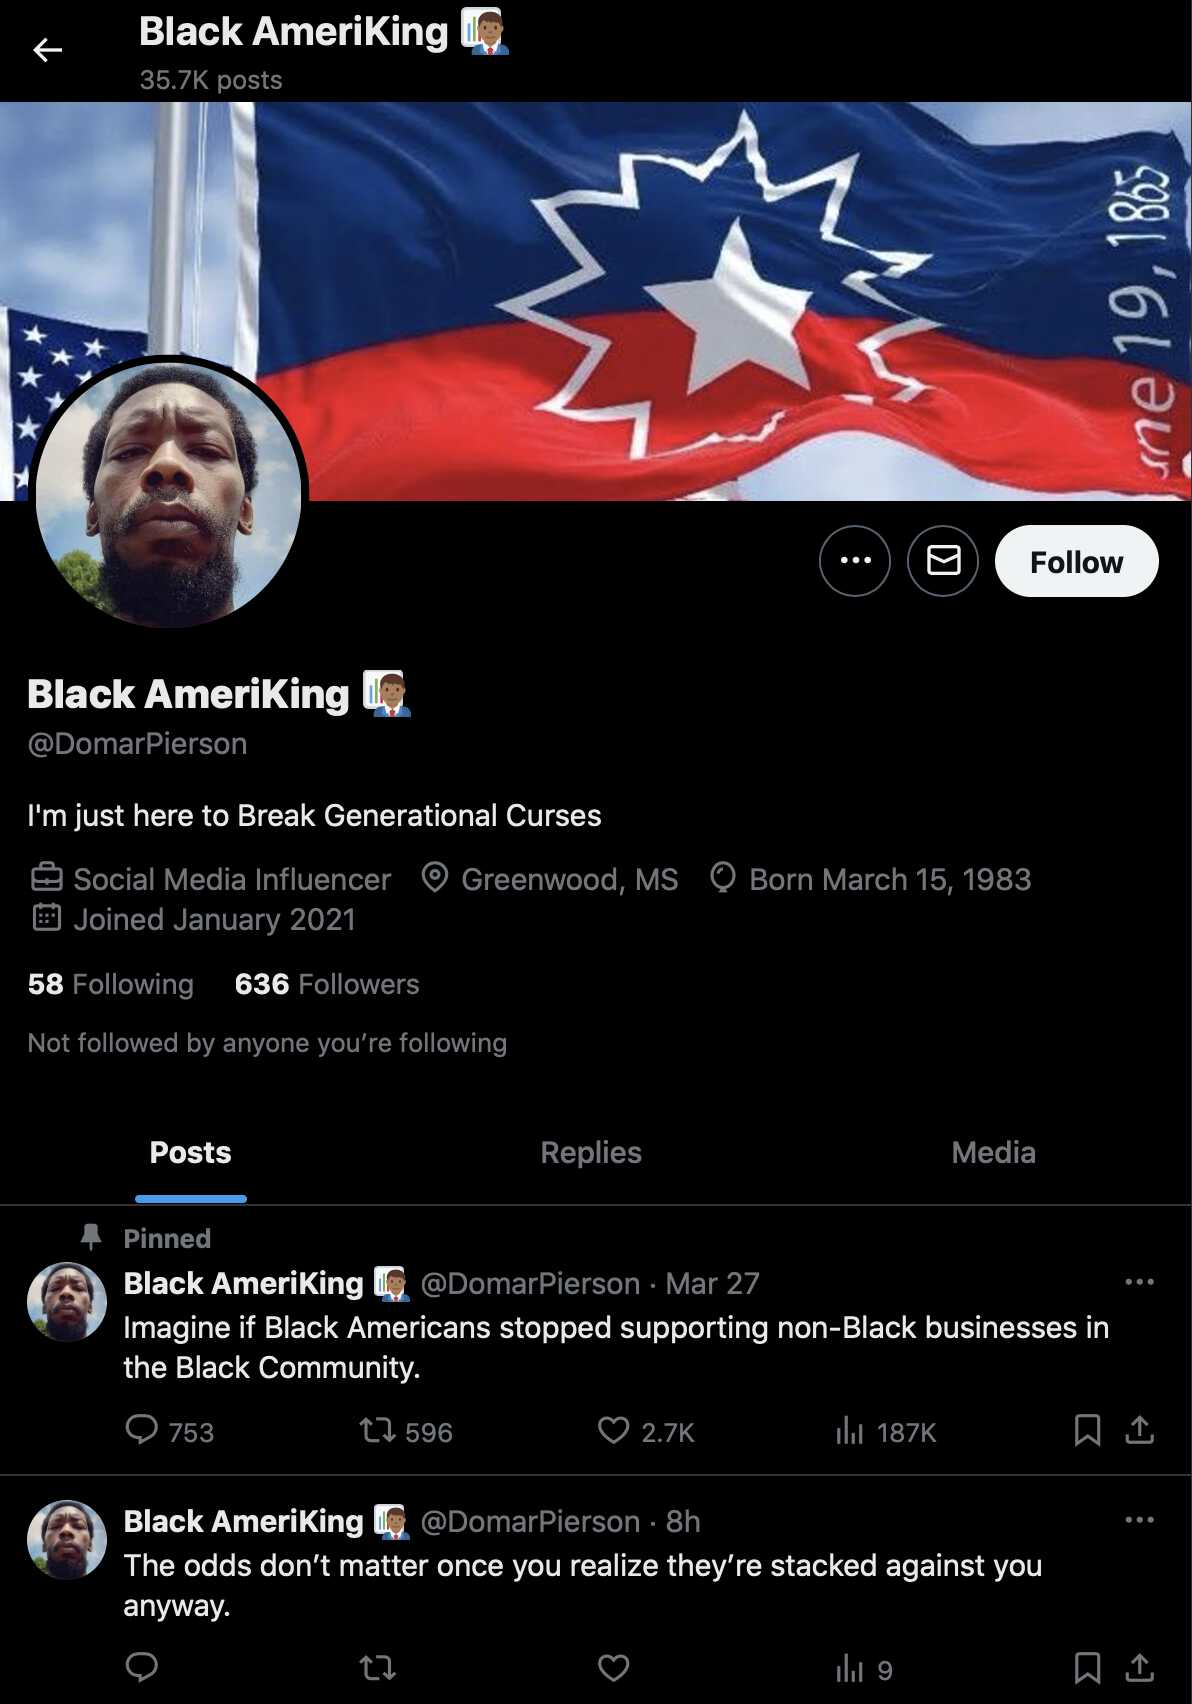 Black AmeriKing
35.7K posts
June 19, 1865
Follow
Black AmeriKing
@DomarPierson
I'm just here to Break Generational Curses
Social Media Influencer Greenwood, MS Born March 15, 1983
Joined January 2021
58 Following 636 Followers
Not followed by anyone you’re following
Posts Replies Media
Pinned
Black AmeriKing @DomarPierson · Mar 27
Imagine if Black Americans stopped supporting non-Black businesses in
the Black Community.
753 596 2.7K 187K
Black AmeriKing @DomarPierson · 8h
The odds don’t matter once you realize they’re stacked against you
anyway.
9